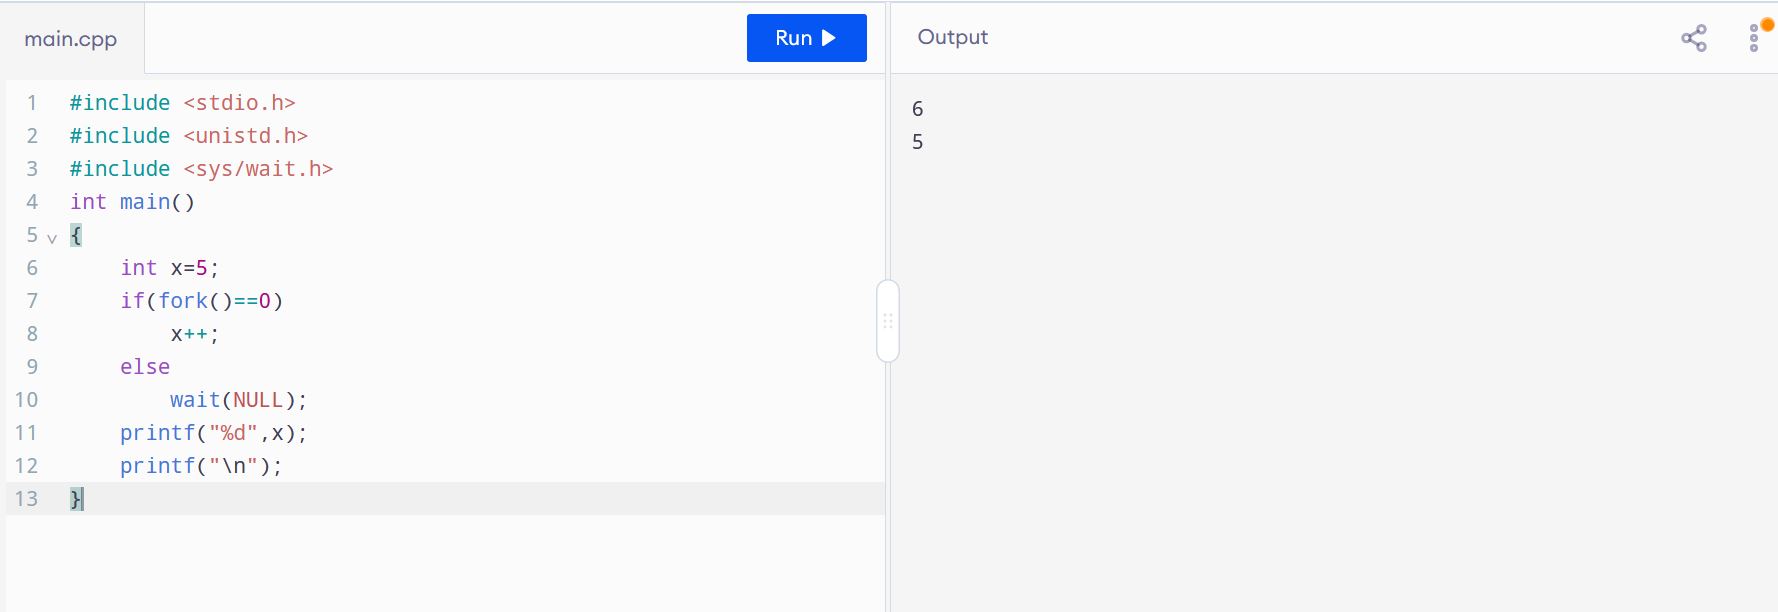 main.cpp
Run
Output
1 #include <stdio.h>
2 #include <unistd.h>
3 #include <sys/wait.h>
4 int main()
5 {
6     int x=5;
7     if(fork()==0)
8         x++;
9     else
10         wait(NULL);
11     printf("%d",x);
12     printf("\n");
13 }
6
5